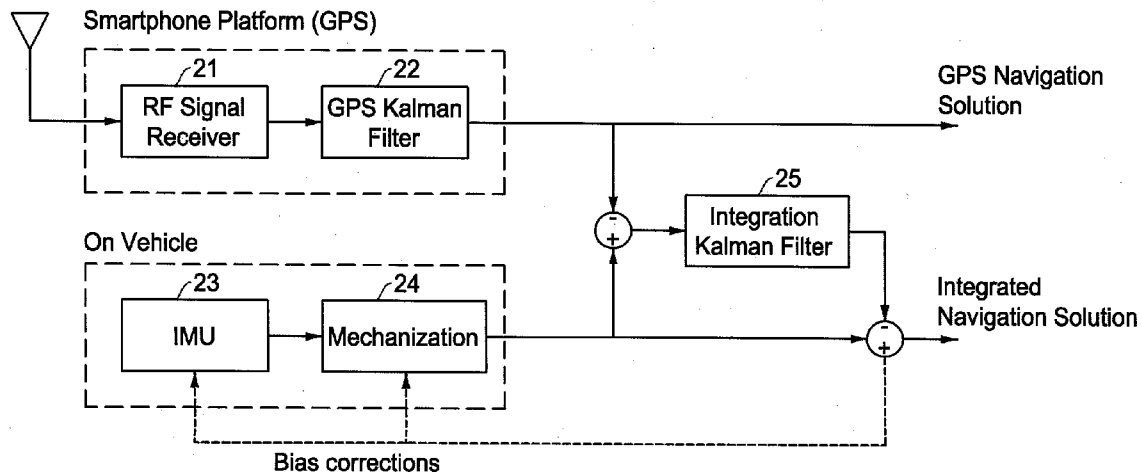 Smartphone Platform (GPS)
21
RF Signal
Receiver
22
GPS Kalman
Filter
GPS Navigation
Solution
-
+
25
Integration
Kalman Filter
On Vehicle
23
IMU
24
Mechanization
-
+
Integrated
Navigation Solution
Bias corrections